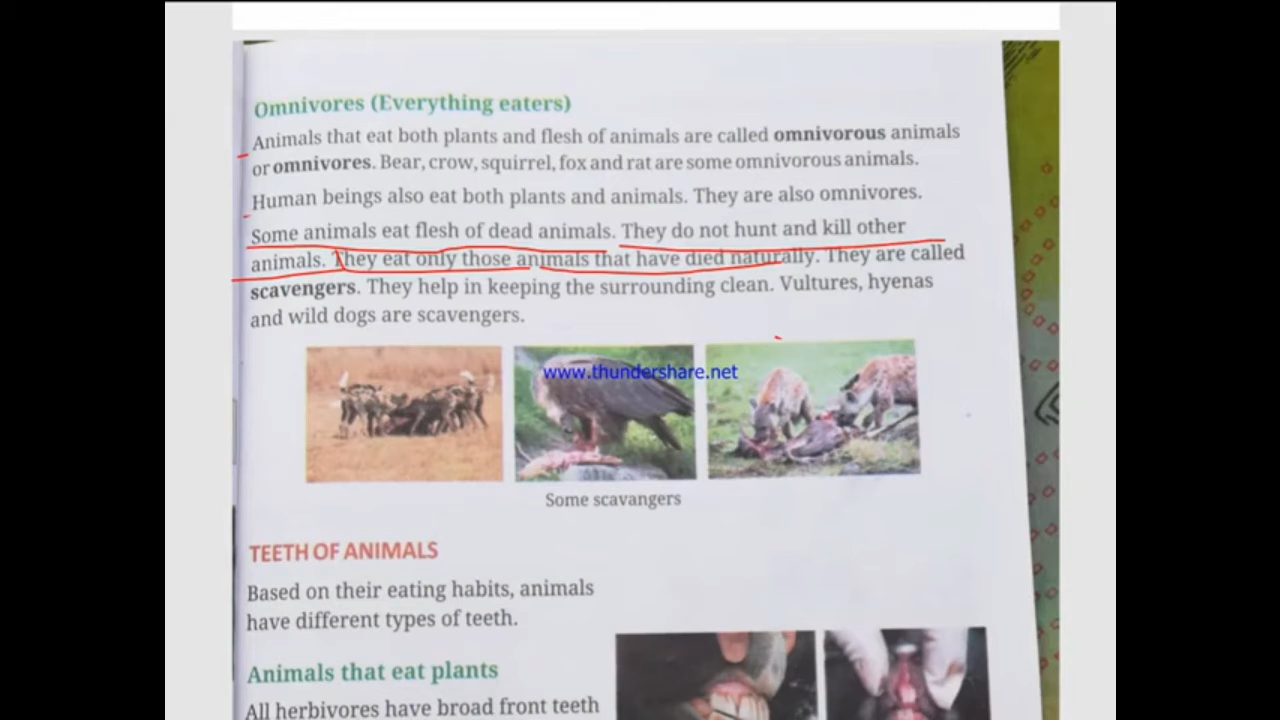 Omnivores (Everything eaters)
Animals that eat both plants and flesh of animals are called omnivorous animals
or omnivores. Bear, crow, squirrel, fox and rat are some omnivorous animals.
Human beings also eat both plants and animals. They are also omnivores.
Some animals eat flesh of dead animals. They do not hunt and kill other
animals. They eat only those animals that have died naturally. They are called
scavengers. They help in keeping the surrounding clean. Vultures, hyenas
and wild dogs are scavengers.
www.thundershare.net
Some scavangers
TEETH OF ANIMALS
Based on their eating habits, animals
have different types of teeth.
Animals that eat plants
All herbivores have broad front teeth